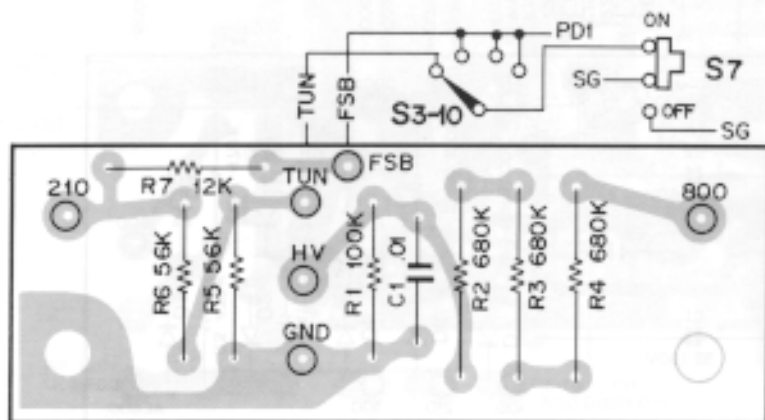 ON
PD1
SG
S7
TUN
FSB
S3-10
OFF
SG
FSB
210
R7 12K
TUN
800
R6 56K
R5 56K
HV
R1 100K
C1 .01
R2 680K
R3 680K
R4 680K
GND